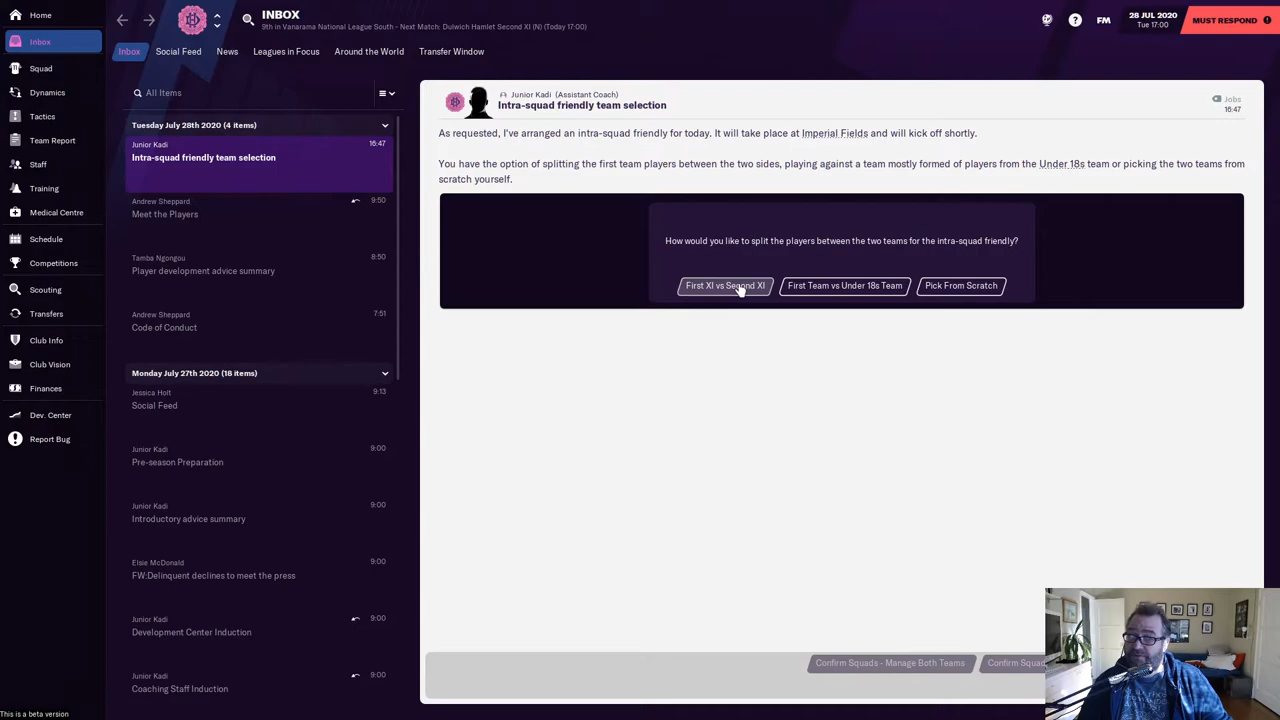 Home
Inbox
Squad
Dynamics
Tactics
Team Report
Staff
Training
Medical Centre
Schedule
Competitions
Scouting
Transfers
Club Info
Club Vision
Finances
Dev. Center
Report Bug
This is a beta version
INBOX
9th in Vanarama National League South - Next Match: Dulwich Hamlet Second XI (N) (Today 17:00)
FM
28 JUL 2020
Tue 17:00
MUST RESPOND
Inbox
Social Feed
News
Leagues in Focus
Around the World
Transfer Window
All Items
Tuesday July 28th 2020 (4 items)
Junior Kadi
16:47
Intra-squad friendly team selection
Andrew Sheppard
9:50
Meet the Players
Tamba Ngongou
8:50
Player development advice summary
Andrew Sheppard
7:51
Code of Conduct
Monday July 27th 2020 (18 items)
Jessica Holt
9:13
Social Feed
Junior Kadi
9:00
Pre-season Preparation
Junior Kadi
9:00
Introductory advice summary
Elsie McDonald
9:00
FW:Delinquent declines to meet the press
Junior Kadi
9:00
Development Center Induction
Junior Kadi
9:00
Coaching Staff Induction
Junior Kadi (Assistant Coach)
Intra-squad friendly team selection
Jobs
16:47
As requested, I've arranged an intra-squad friendly for today. It will take place at Imperial Fields and will kick off shortly.
You have the option of splitting the first team players between the two sides, playing against a team mostly formed of players from the Under 18s team or picking the two teams from
scratch yourself.
How would you like to split the players between the two teams for the intra-squad friendly?
First XI vs Second XI
First Team vs Under 18s Team
Pick From Scratch
Confirm Squads - Manage Both Teams
Confirm Squad